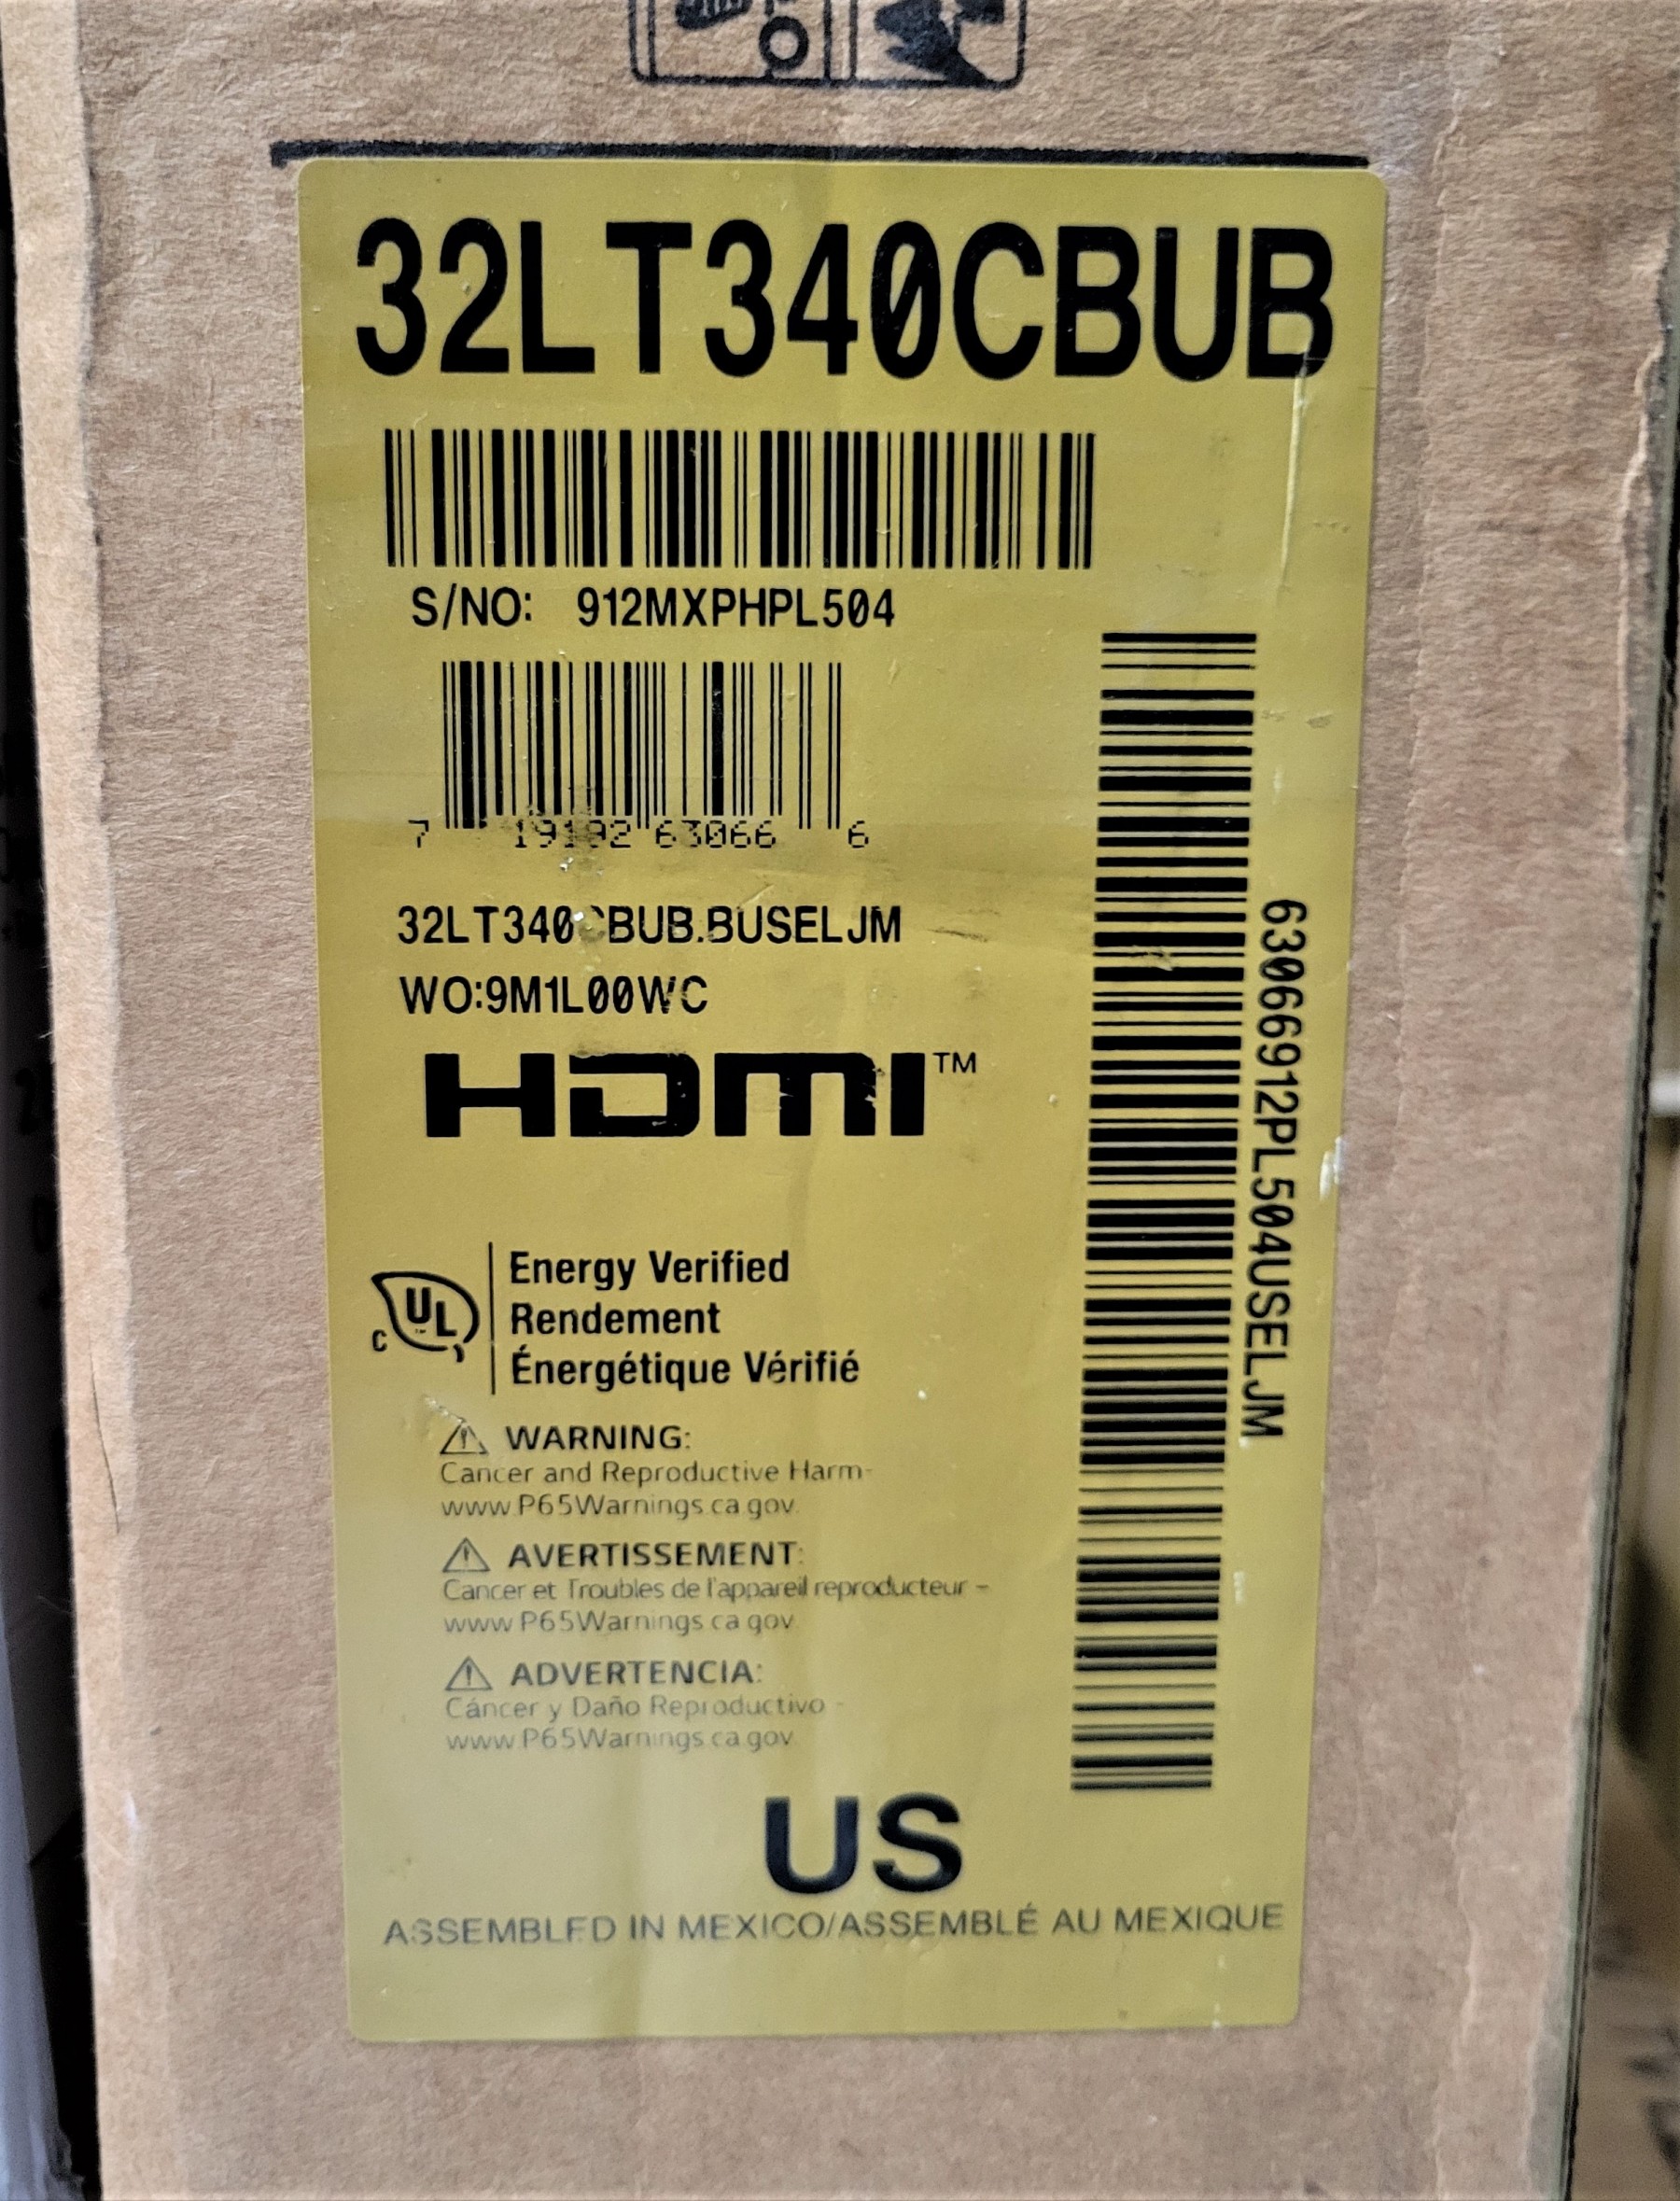 32LT340CBUB
S/NO: 912MXPHPL504
7 19192 63066 6
32LT340CBUB.BUSELJM
WO:9M1L00WC
HDMI™
63066912PL504USELJM
c UL
Energy Verified
Rendement
Énergétique Vérifié
⚠ WARNING:
Cancer and Reproductive Harm-
www.P65Warnings.ca.gov.
⚠ AVERTISSEMENT:
Cancer et Troubles de l'appareil reproducteur –
www.P65Warnings.ca.gov.
⚠ ADVERTENCIA:
Cáncer y Daño Reproductivo -
www.P65Warnings.ca.gov.
US
ASSEMBLED IN MEXICO/ASSEMBLÉ AU MEXIQUE